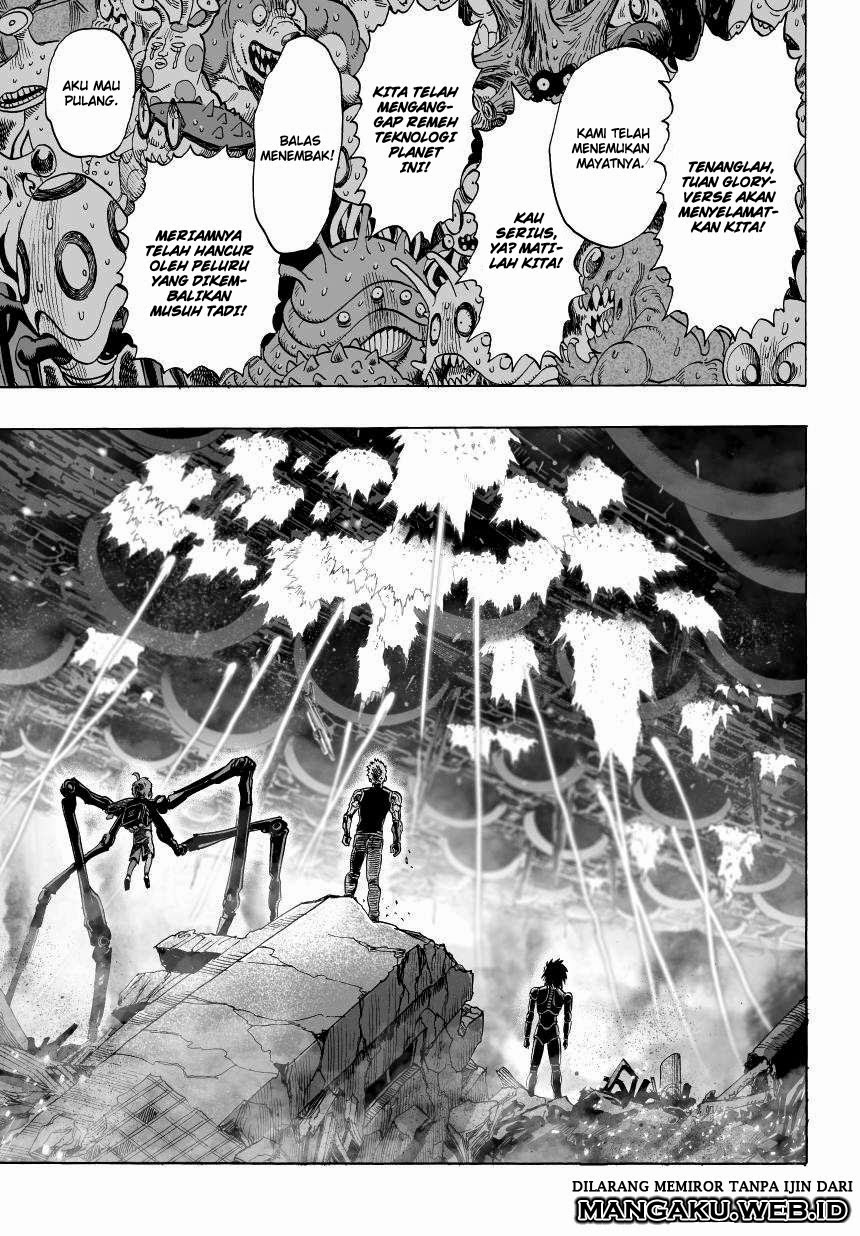 TENANGLAH,
TUAN GLORY-
VERSE AKAN
MENYELAMAT-
KAN KITA!
KAMI TELAH
MENEMUKAN
MAYATNYA.
KAU
SERIUS,
YA? MATI-
LAH KITA!
KITA TELAH
MENGANG-
GAP REMEH
TEKNOLOGI
PLANET
INI!
BALAS
MENEMBAK!
MERIAMNYA
TELAH HANCUR
OLEH PELURU
YANG DIKEM-
BALIKAN
MUSUH TADI!
AKU MAU
PULANG.
DILARANG MEMIROR TANPA IJIN DARI
MANGAKU.WEB.ID